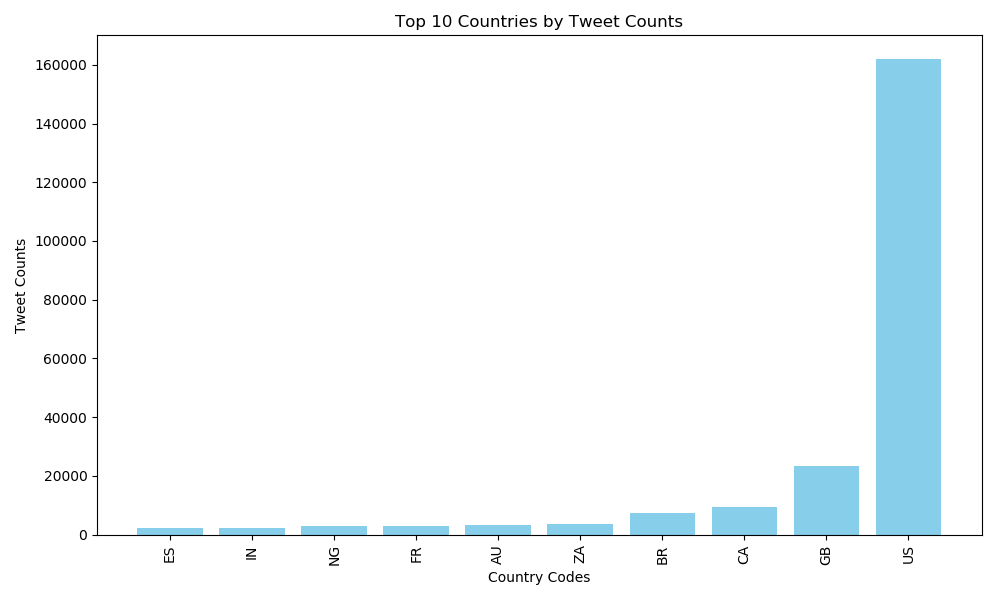 Top 10 Countries by Tweet Counts
160000
140000
120000
100000
80000
60000
40000
20000
0
Tweet Counts
ES IN NG FR AU ZA BR CA GB US
Country Codes